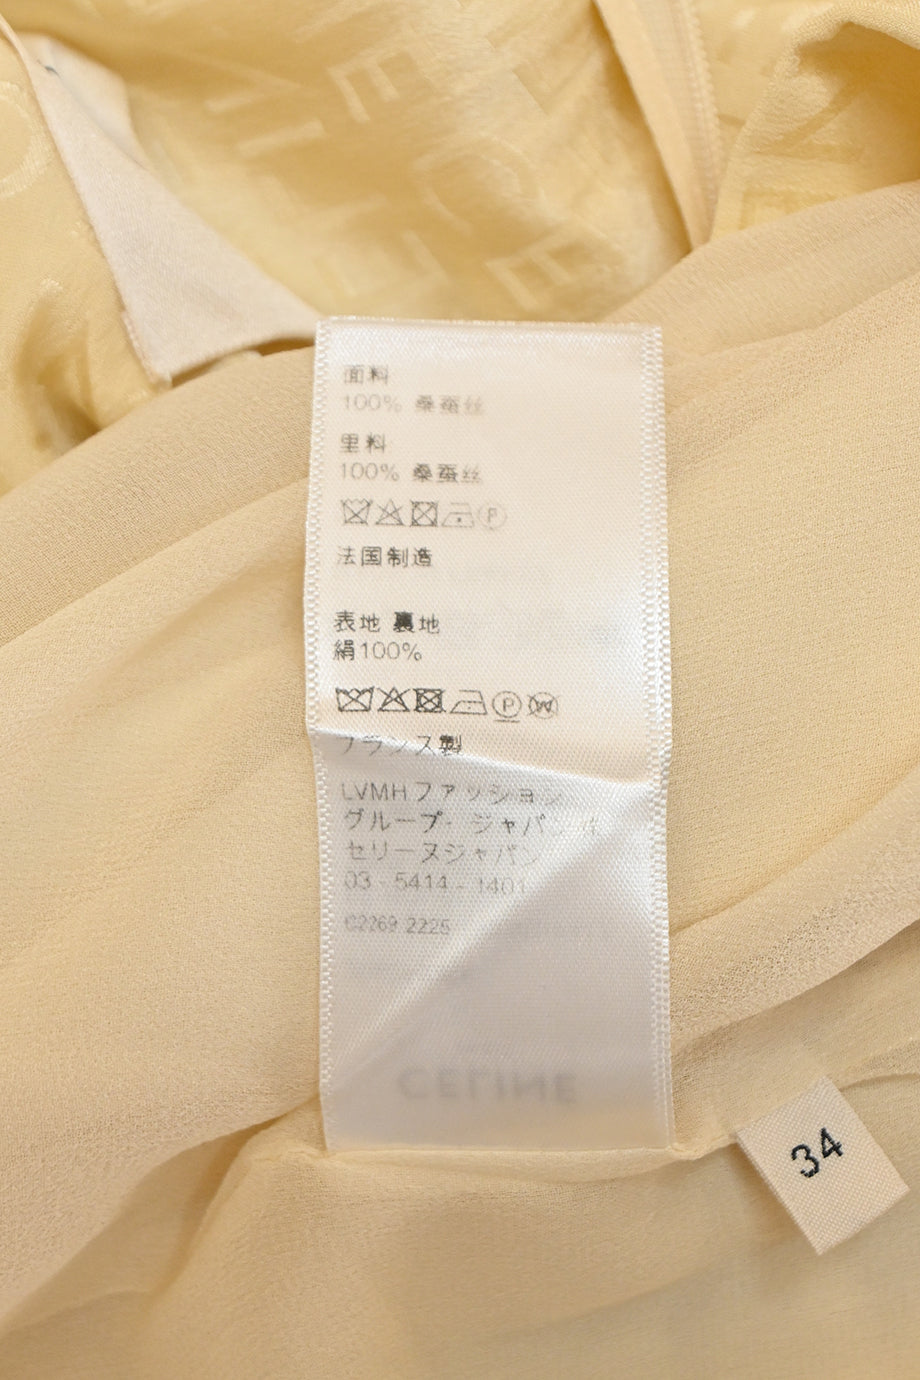 面料
100% 桑蚕丝
里料
100% 桑蚕丝
P
法国制造
表地 裏地
絹100%
P W
フランス製
LVMHファッション
グループ・ジャパン
セリーヌジャパン
03 - 5414 - 1401
C2269 2225
CELINE
34